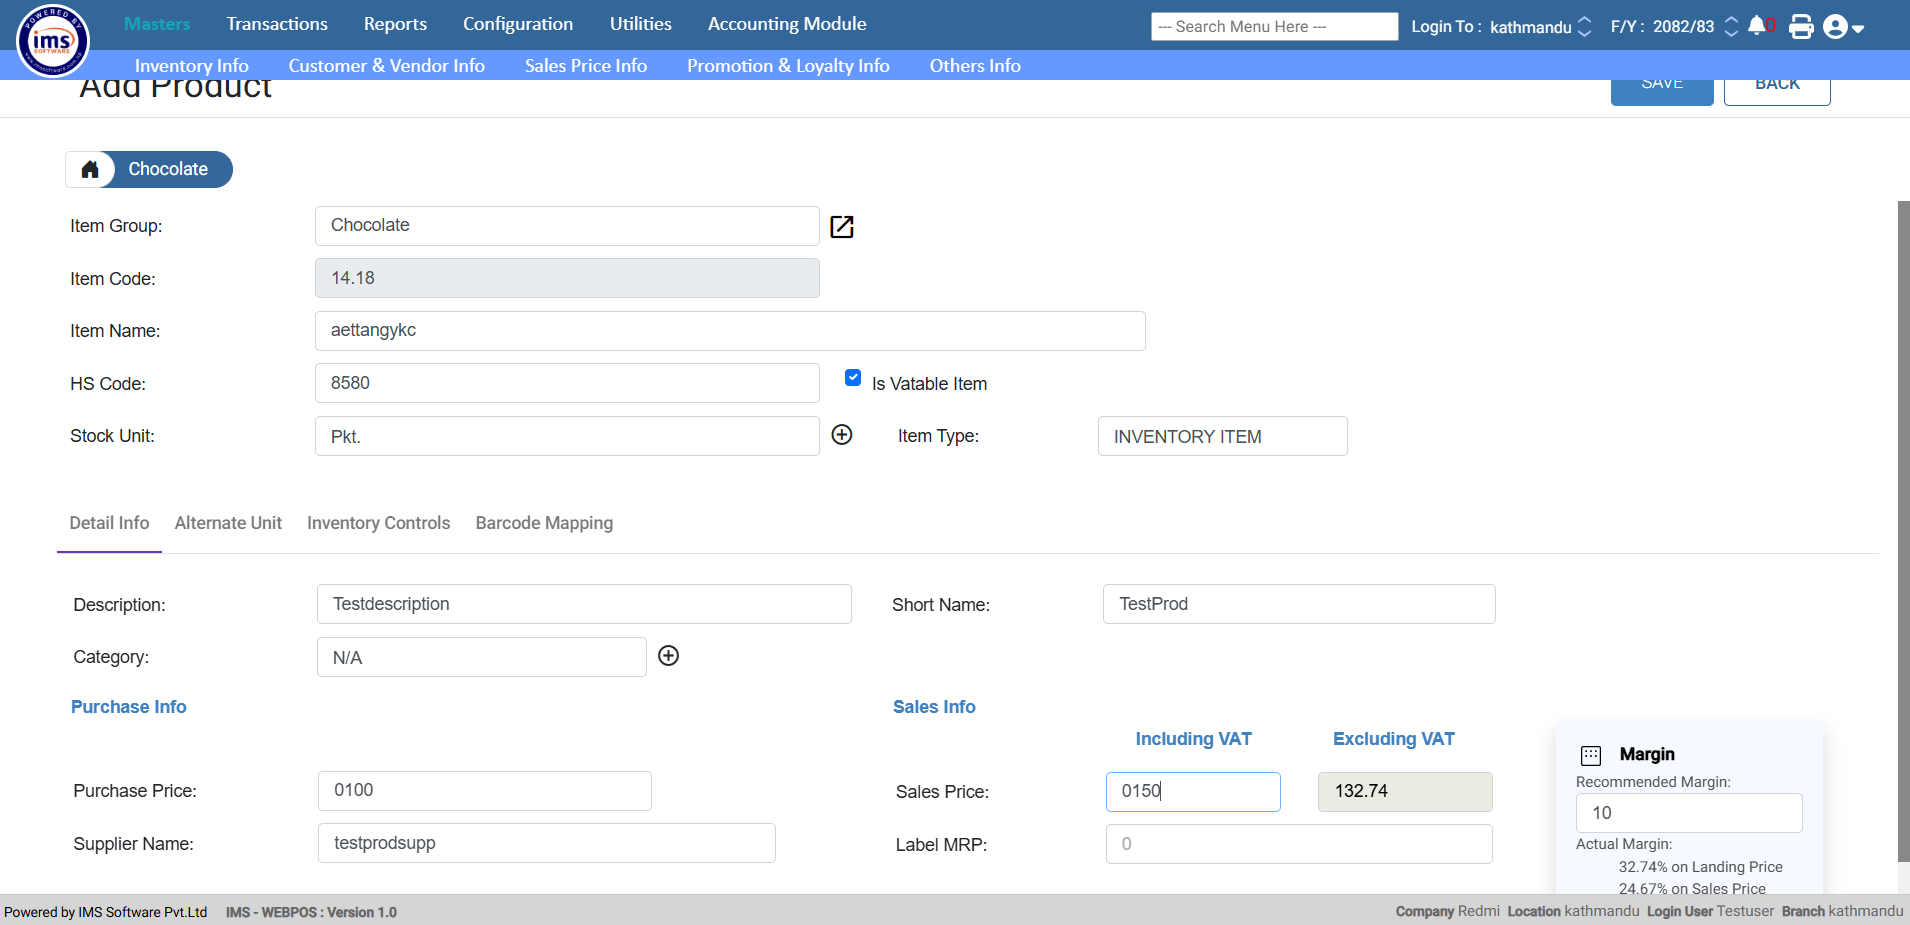 POWERED BY
ims
SOFTWARE
Masters Transactions Reports Configuration Utilities Accounting Module
--- Search Menu Here --- Login To : kathmandu F/Y : 2082/83 0
Inventory Info Customer & Vendor Info Sales Price Info Promotion & Loyalty Info Others Info
Add Product SAVE BACK
Chocolate
Item Group: Chocolate
Item Code: 14.18
Item Name: aettangykc
HS Code: 8580 Is Vatable Item
Stock Unit: Pkt. Item Type: INVENTORY ITEM
Detail Info Alternate Unit Inventory Controls Barcode Mapping
Description: Testdescription Short Name: TestProd
Category: N/A
Purchase Info Sales Info
Including VAT Excluding VAT
Margin
Recommended Margin:
Purchase Price: 0100 Sales Price: 0150 132.74
10
Supplier Name: testprodsupp Label MRP: 0
Actual Margin:
32.74% on Landing Price
24.67% on Sales Price
Powered by IMS Software Pvt.Ltd IMS - WEBPOS : Version 1.0 Company Redmi Location kathmandu Login User Testuser Branch kathmandu